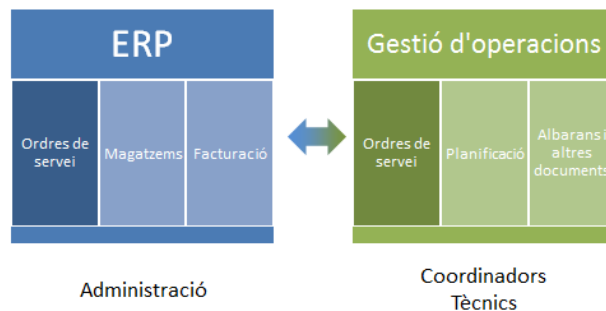 ERP
Ordres de
servei
Magatzems
Facturació
Administració
Gestió d'operacions
Ordres de
servei
Planificació
Albarans i
altres
documents
Coordinadors
Tècnics